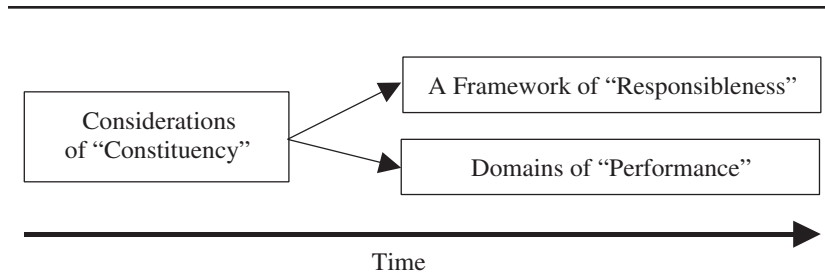 A Framework of “Responsibleness”
Considerations
of “Constituency”
Domains of “Performance”
Time